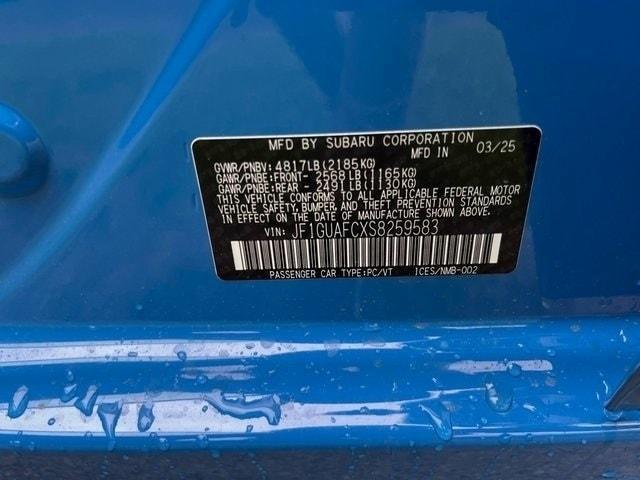 MFD BY SUBARU CORPORATION
MFD IN 03/25
GVWR/PNBV: 4817LB(2185KG)
GAWR/PNBE:FRONT- 2568LB(1165KG)
GAWR/PNBE:REAR - 2491LB(1130KG)
THIS VEHICLE CONFORMS TO ALL APPLICABLE FEDERAL MOTOR
VEHICLE SAFETY, BUMPER, AND THEFT PREVENTION STANDARDS
IN EFFECT ON THE DATE OF MANUFACTURE SHOWN ABOVE.
VIN: JF1GUAFCXS8259583
PASSENGER CAR TYPE:PC/VT ICES/NMB-002